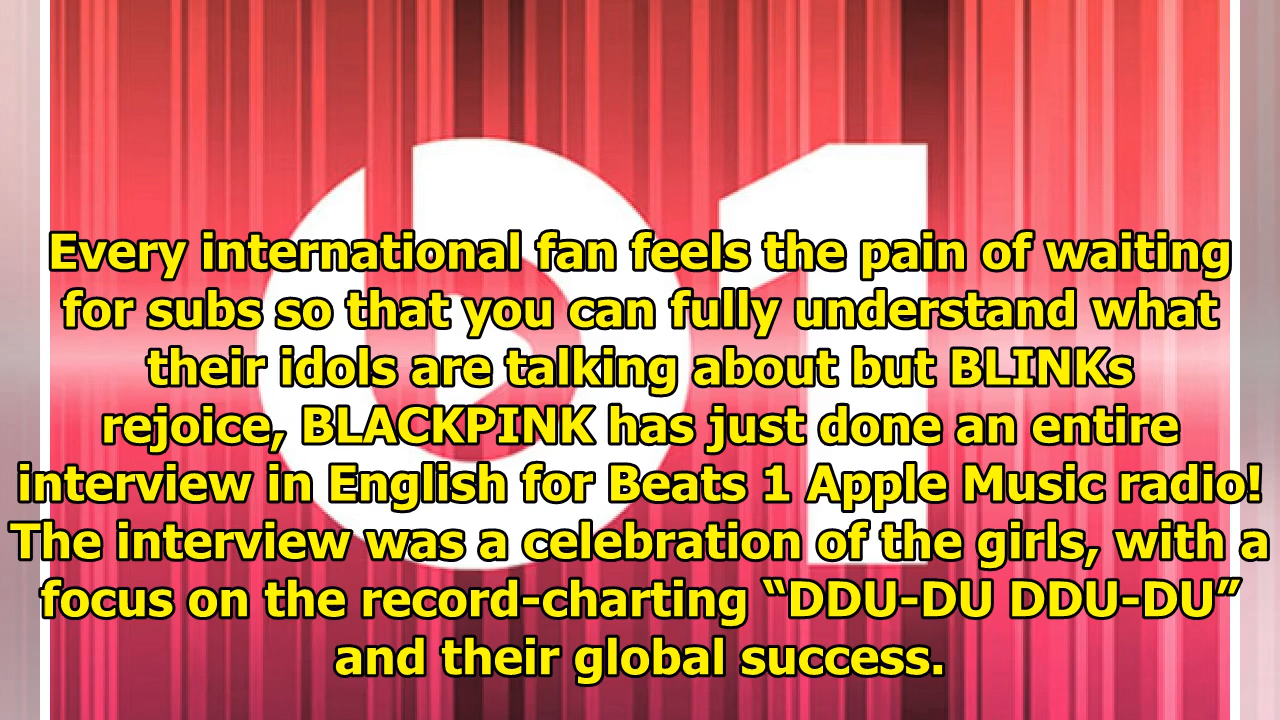 Every international fan feels the pain of waiting
for subs so that you can fully understand what
their idols are talking about but BLINKs
rejoice, BLACKPINK has just done an entire
interview in English for Beats 1 Apple Music radio!
The interview was a celebration of the girls, with a
focus on the record-charting “DDU-DU DDU-DU”
and their global success.
1